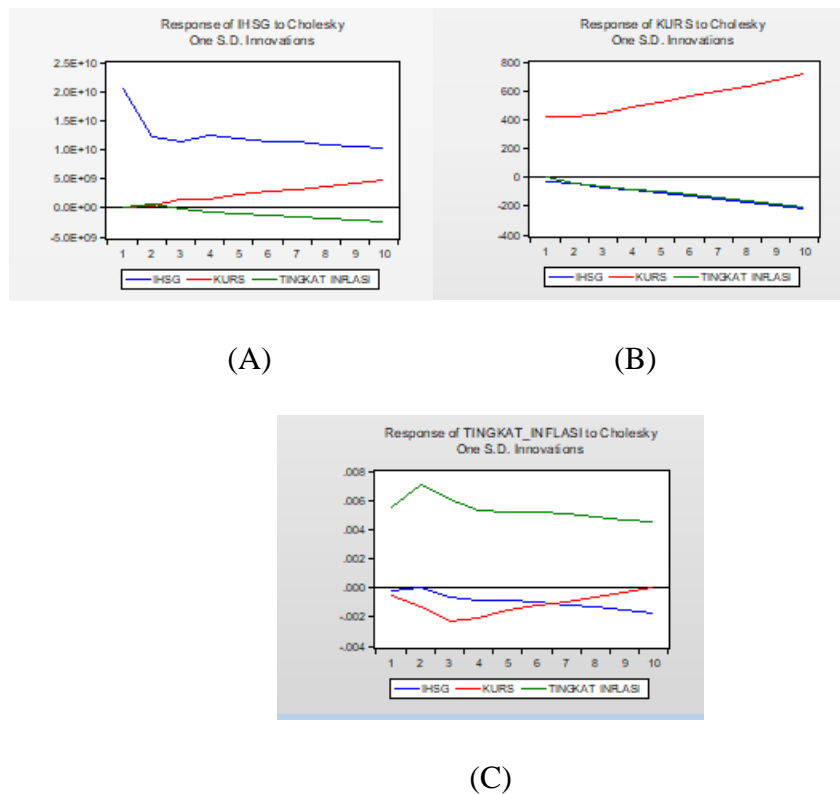 Response of IHSG to Cholesky
One S.D. Innovations
2.5E+10
2.0E+10
1.5E+10
1.0E+10
5.0E+09
0.0E+00
-5.0E+09
1 2 3 4 5 6 7 8 9 10
IHSG KURS TINGKAT INFLASI
(A)
Response of KURS to Cholesky
One S.D. Innovations
800
600
400
200
0
-200
-400
1 2 3 4 5 6 7 8 9 10
IHSG KURS TINGKAT INFLASI
(B)
Response of TINGKAT_INFLASI to Cholesky
One S.D. Innovations
.008
.006
.004
.002
.000
-.002
-.004
1 2 3 4 5 6 7 8 9 10
IHSG KURS TINGKAT INFLASI
(C)